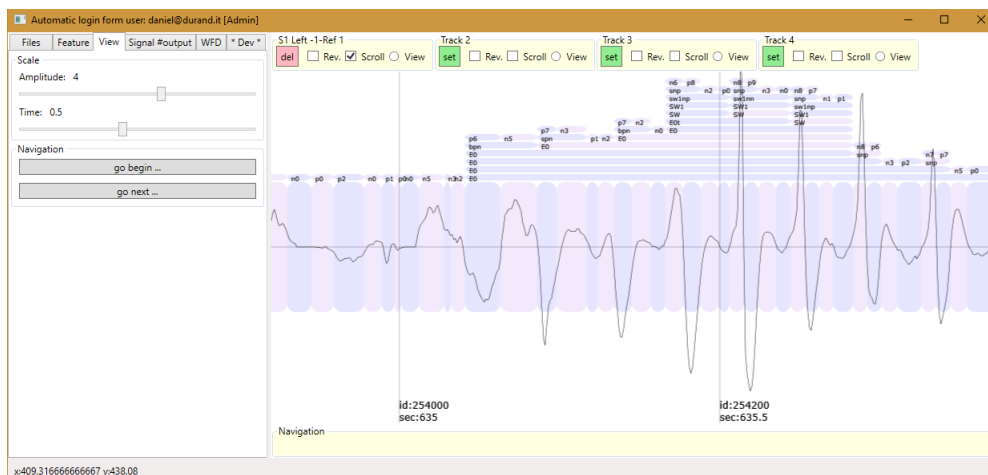 Automatic login form user: daniel@durand.it [Admin]
Files Feature View Signal #output WFD * Dev *
Scale
Amplitude: 4
Time: 0.5
Navigation
go begin ...
go next ...
S1 Left -1-Ref 1 Track 2 Track 3 Track 4
del Rev. Scroll View set Rev. Scroll View set Rev. Scroll View set Rev. Scroll View
n6 p8 n8 p9
snp n2 p0 snp n3 n0 n8 p7
sw1np sw1nn snp n1 p1
SW1 SW1 sw1np
SW SW SW1
p7 n2 E0t SW
p7 n3 bpn n0 E0
p6 n5 spn p1 n2 E0
bpn E0 n8 p6
E0 snp n7 p7
E0 n3 p2 snp
E0 n5 p0
n0 p0 p2 n0 p1 p0n0 n5 n3n2 E0
id:254000 id:254200
sec:635 sec:635.5
Navigation
x:409.316666666667 y:438.08